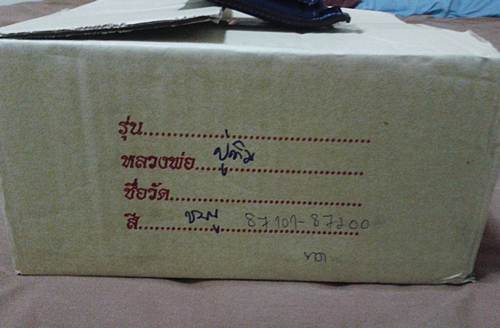 รุ่น........................................
หลวงพ่อ ปู่ทิม
ชื่อวัด........................................
สี ชมพู 87101-87200